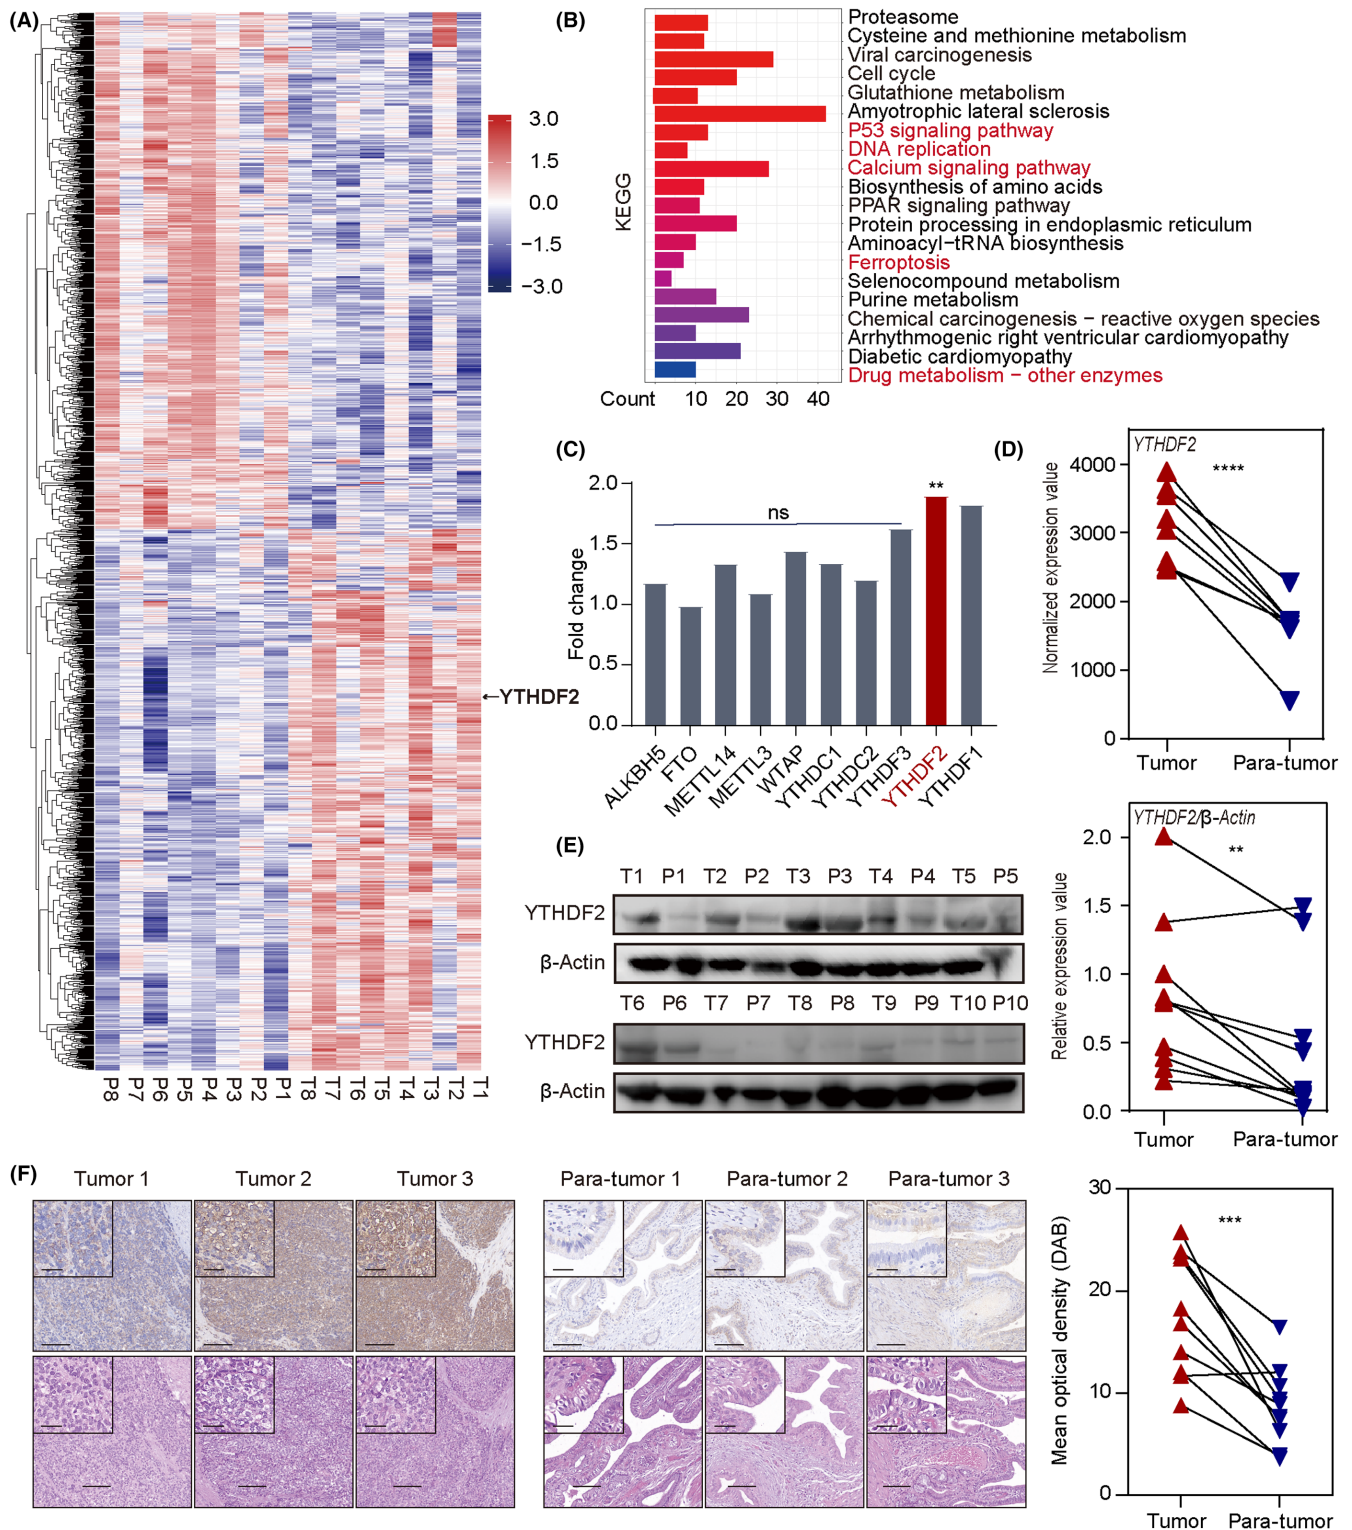 (A)
3.0
1.5
0.0
−1.5
−3.0
←YTHDF2
P8 P7 P6 P5 P4 P3 P2 P1 T8 T7 T6 T5 T4 T3 T2 T1
(B)
KEGG
Proteasome
Cysteine and methionine metabolism
Viral carcinogenesis
Cell cycle
Glutathione metabolism
Amyotrophic lateral sclerosis
P53 signaling pathway
DNA replication
Calcium signaling pathway
Biosynthesis of amino acids
PPAR signaling pathway
Protein processing in endoplasmic reticulum
Aminoacyl−tRNA biosynthesis
Ferroptosis
Selenocompound metabolism
Purine metabolism
Chemical carcinogenesis − reactive oxygen species
Arrhythmogenic right ventricular cardiomyopathy
Diabetic cardiomyopathy
Drug metabolism − other enzymes
Count 10 20 30 40
(C)
Fold change
2.0
1.5
1.0
0.5
0.0
ns
**
ALKBH5 FTO METTL14 METTL3 WTAP YTHDC1 YTHDC2 YTHDF3 YTHDF2 YTHDF1
(D)
YTHDF2
****
Normalized expression value
4000
3000
2000
1000
0
Tumor Para-tumor
(E)
T1 P1 T2 P2 T3 P3 T4 P4 T5 P5
YTHDF2
β-Actin
T6 P6 T7 P7 T8 P8 T9 P9 T10 P10
YTHDF2
β-Actin
YTHDF2/β-Actin
**
Relative expression value
2.0
1.5
1.0
0.5
0.0
Tumor Para-tumor
(F)
Tumor 1 Tumor 2 Tumor 3 Para-tumor 1 Para-tumor 2 Para-tumor 3
Mean optical density (DAB)
30
20
10
0
***
Tumor Para-tumor